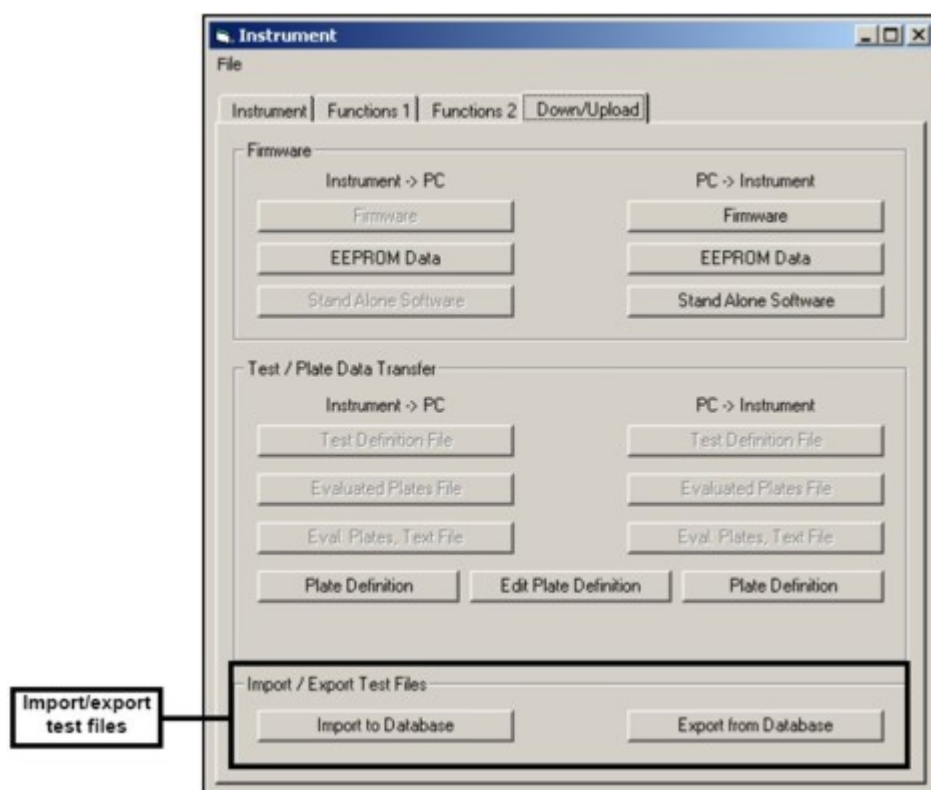 Instrument
File
Instrument Functions 1 Functions 2 Down/Upload
Firmware
Instrument -> PC PC -> Instrument
Firmware Firmware
EEPROM Data EEPROM Data
Stand Alone Software Stand Alone Software
Test / Plate Data Transfer
Instrument -> PC PC -> Instrument
Test Definition File Test Definition File
Evaluated Plates File Evaluated Plates File
Eval. Plates, Text File Eval. Plates, Text File
Plate Definition Edit Plate Definition Plate Definition
Import / Export Test Files
Import/export
test files
Import to Database Export from Database